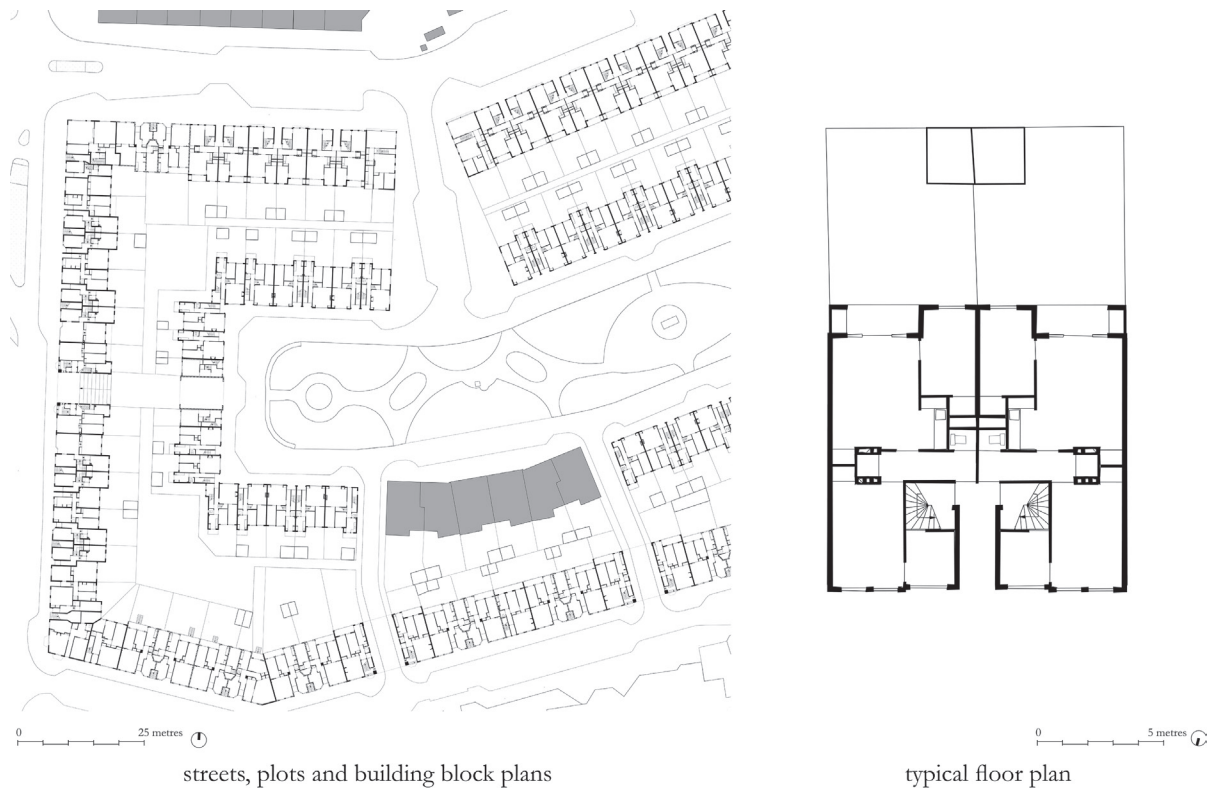 0 25 metres
streets, plots and building block plans
0 5 metres
typical floor plan